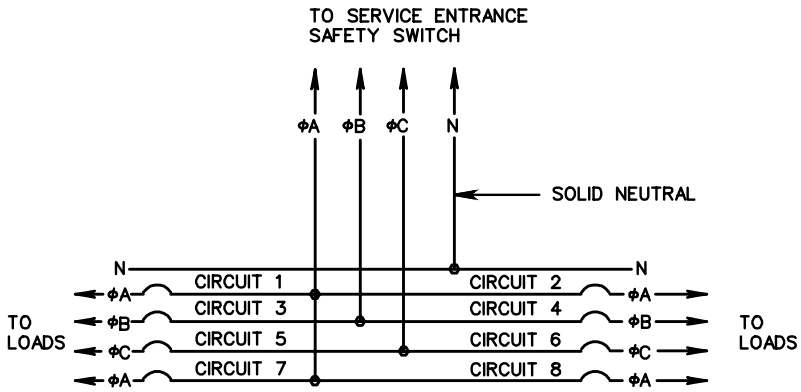 TO SERVICE ENTRANCE
SAFETY SWITCH
ϕA ϕB ϕC N
SOLID NEUTRAL
N N
CIRCUIT 1 CIRCUIT 2
ϕA ϕA
CIRCUIT 3 CIRCUIT 4
ϕB ϕB
TO LOADS
TO LOADS
CIRCUIT 5 CIRCUIT 6
ϕC ϕC
CIRCUIT 7 CIRCUIT 8
ϕA ϕA